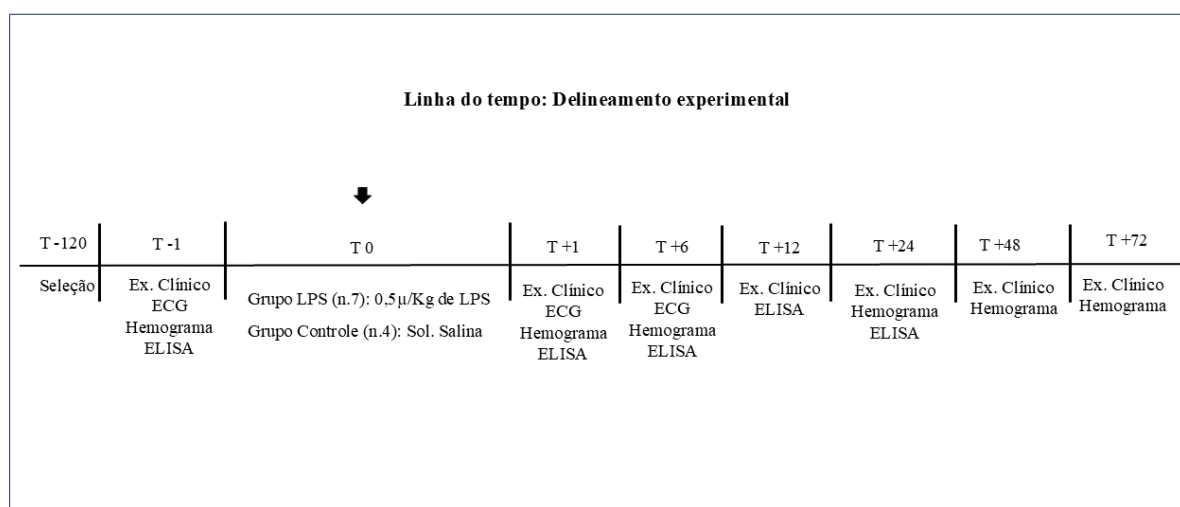 Linha do tempo: Delineamento experimental
T -120
Seleção
T -1
Ex. Clínico
ECG
Hemograma
ELISA
T 0
Grupo LPS (n.7): 0,5µ/Kg de LPS
Grupo Controle (n.4): Sol. Salina
T +1
Ex. Clínico
ECG
Hemograma
ELISA
T +6
Ex. Clínico
ECG
Hemograma
ELISA
T +12
Ex. Clínico
ELISA
T +24
Ex. Clínico
Hemograma
ELISA
T +48
Ex. Clínico
Hemograma
T +72
Ex. Clínico
Hemograma